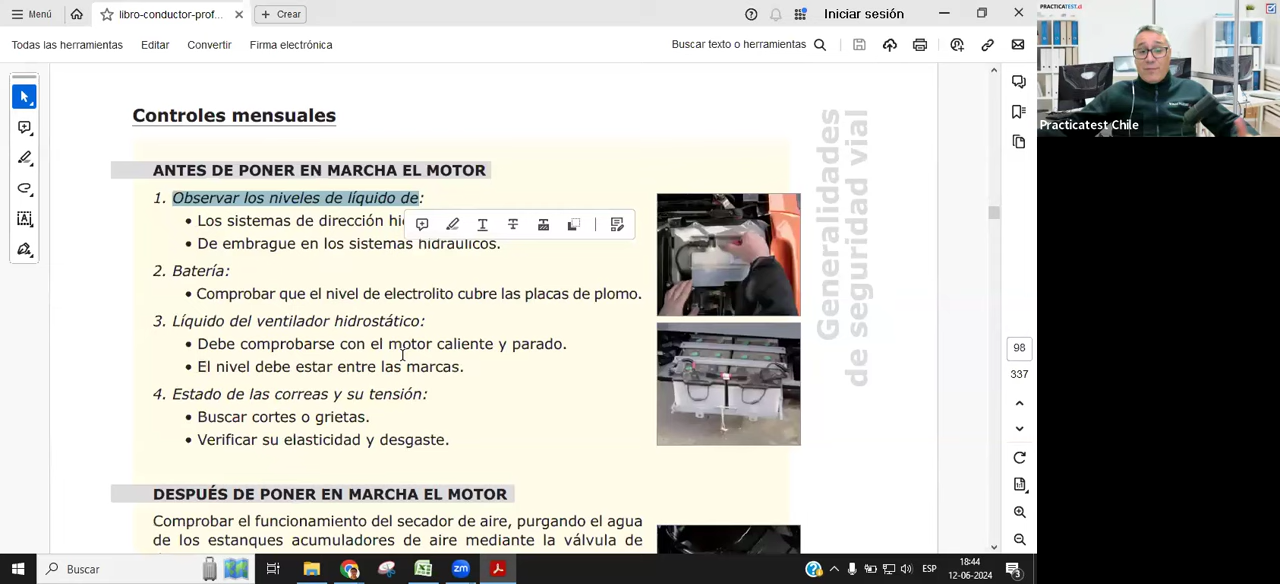 Menú
libro-conductor-prof...
Crear
Iniciar sesión
Todas las herramientas
Editar
Convertir
Firma electrónica
Buscar texto o herramientas
PRACTICATEST.cl
Practicatest Chile
Controles mensuales
ANTES DE PONER EN MARCHA EL MOTOR
1. Observar los niveles de líquido de:
• Los sistemas de dirección hi
• De embrague en los sistemas hidráulicos.
2. Batería:
• Comprobar que el nivel de electrolito cubre las placas de plomo.
3. Líquido del ventilador hidrostático:
• Debe comprobarse con el motor caliente y parado.
• El nivel debe estar entre las marcas.
4. Estado de las correas y su tensión:
• Buscar cortes o grietas.
• Verificar su elasticidad y desgaste.
DESPUÉS DE PONER EN MARCHA EL MOTOR
Comprobar el funcionamiento del secador de aire, purgando el agua
de los estanques acumuladores de aire mediante la válvula de
Generalidades
de seguridad vial
98
337
Buscar
zm
ESP
18:44
12-06-2024
3